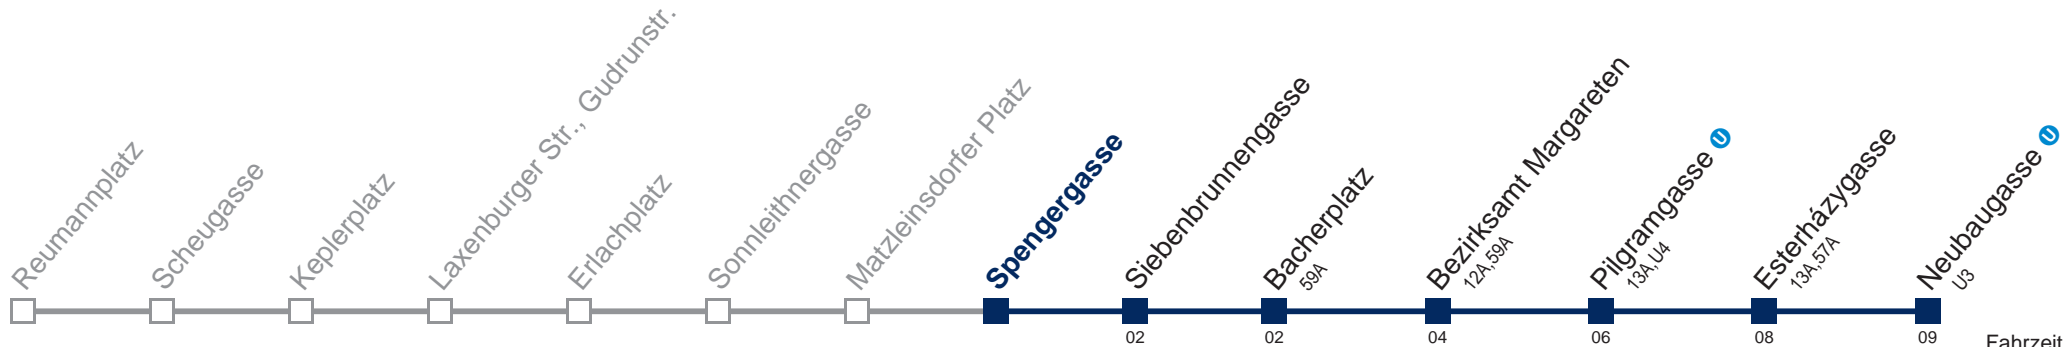 Reumannplatz
Scheugasse
Keplerplatz
Laxenburger Str., Gudrunstr.
Erlachplatz
Sonnleithnergasse
Matzleinsdorfer Platz
Spengergasse
Siebenbrunnengasse
02
Bacherplatz
59A
02
Bezirksamt Margareten
12A,59A
04
Pilgramgasse U
13A,U4
06
Esterházygasse
13A,57A
08
Neubaugasse U
U3
09
Fahrzeit